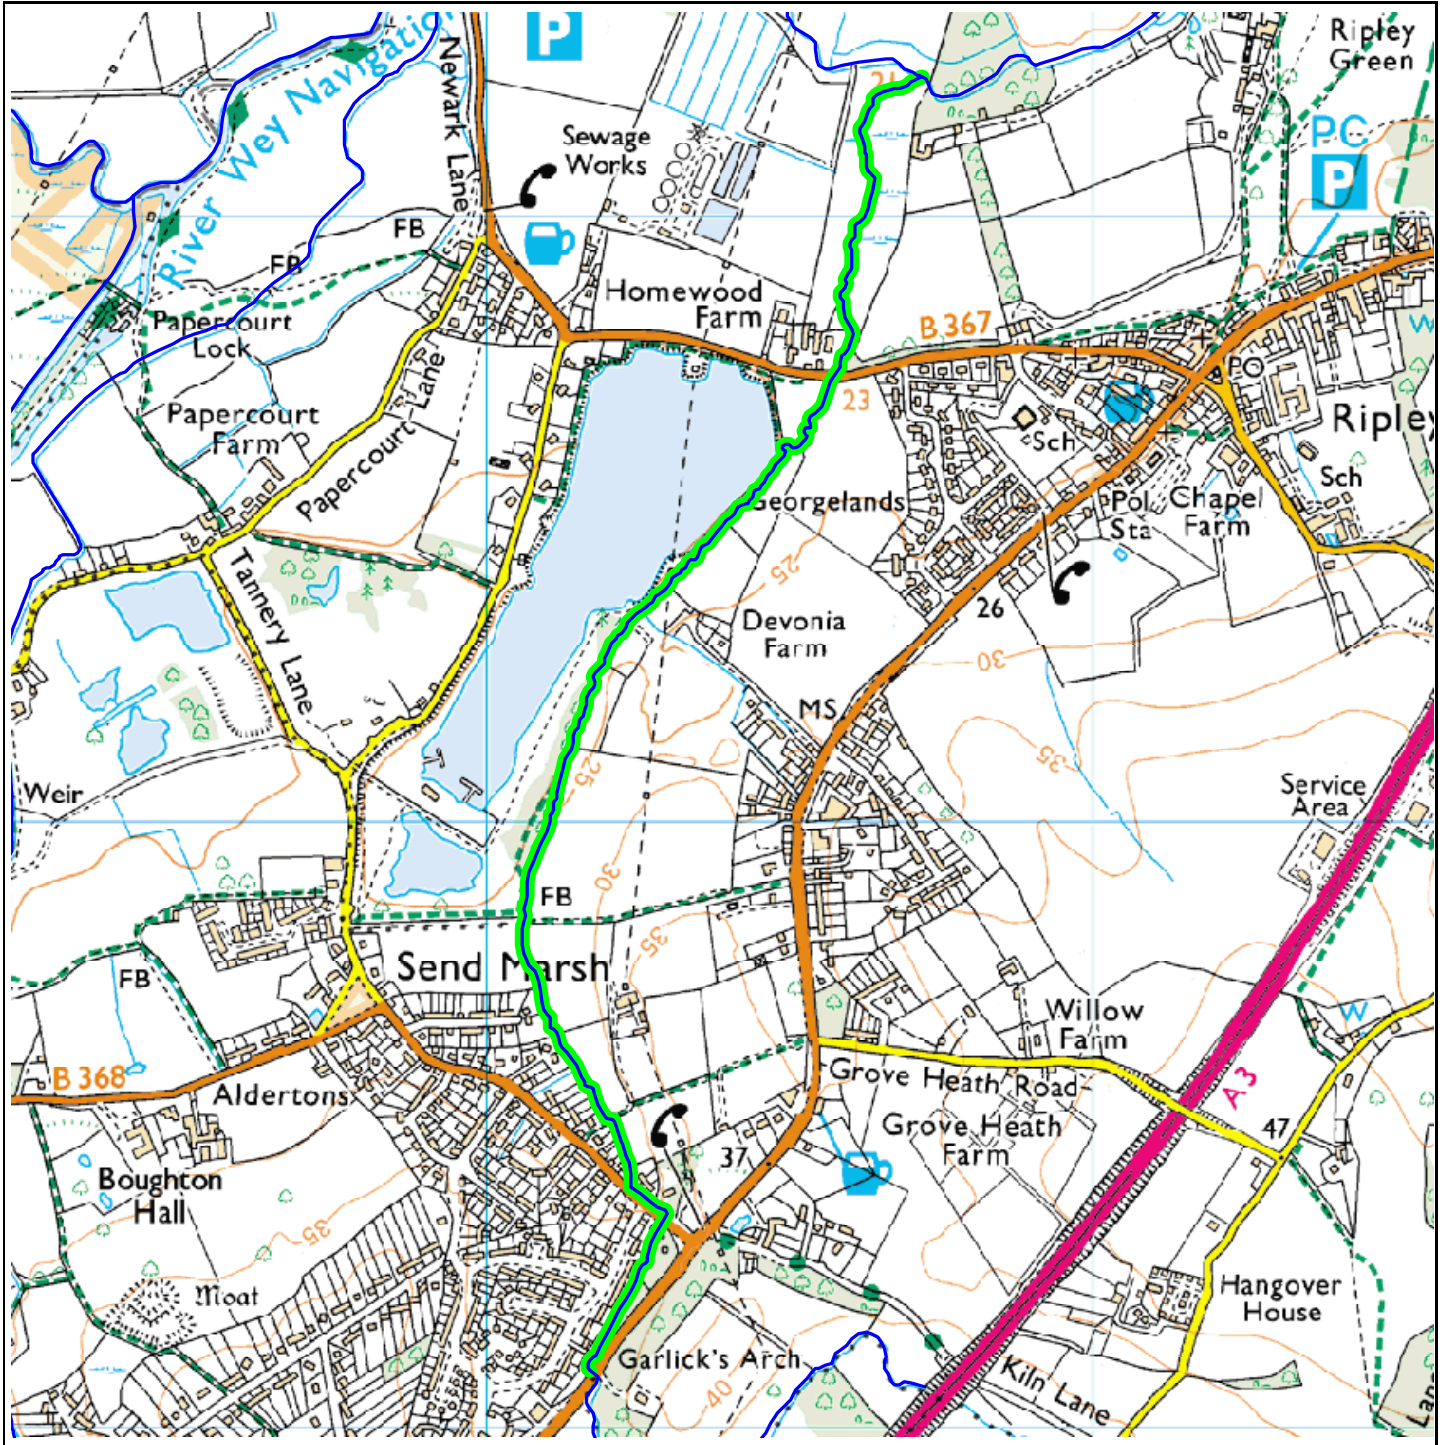 River Wey Navigation
Newark Lane
P
Sewage
Works
21
Ripley
Green
PC
P
FB
FB
Papercourt
Lock
Homewood
Farm
B 367
23
PO
Ripley
W
Papercourt
Farm
Papercourt Lane
Sch
Sch
Georgelands
Pol
Sta
Chapel
Farm
25
26
Tannery Lane
Devonia
Farm
30
MS
35
25
Weir
Service
Area
30
FB
35
Send Marsh
FB
Willow
Farm
W
B 368
Aldertons
Grove Heath Road
A 3
Grove Heath
Farm
47
37
Boughton
Hall
35
Moat
Hangover
House
Garlick's Arch
40
Kiln Lane